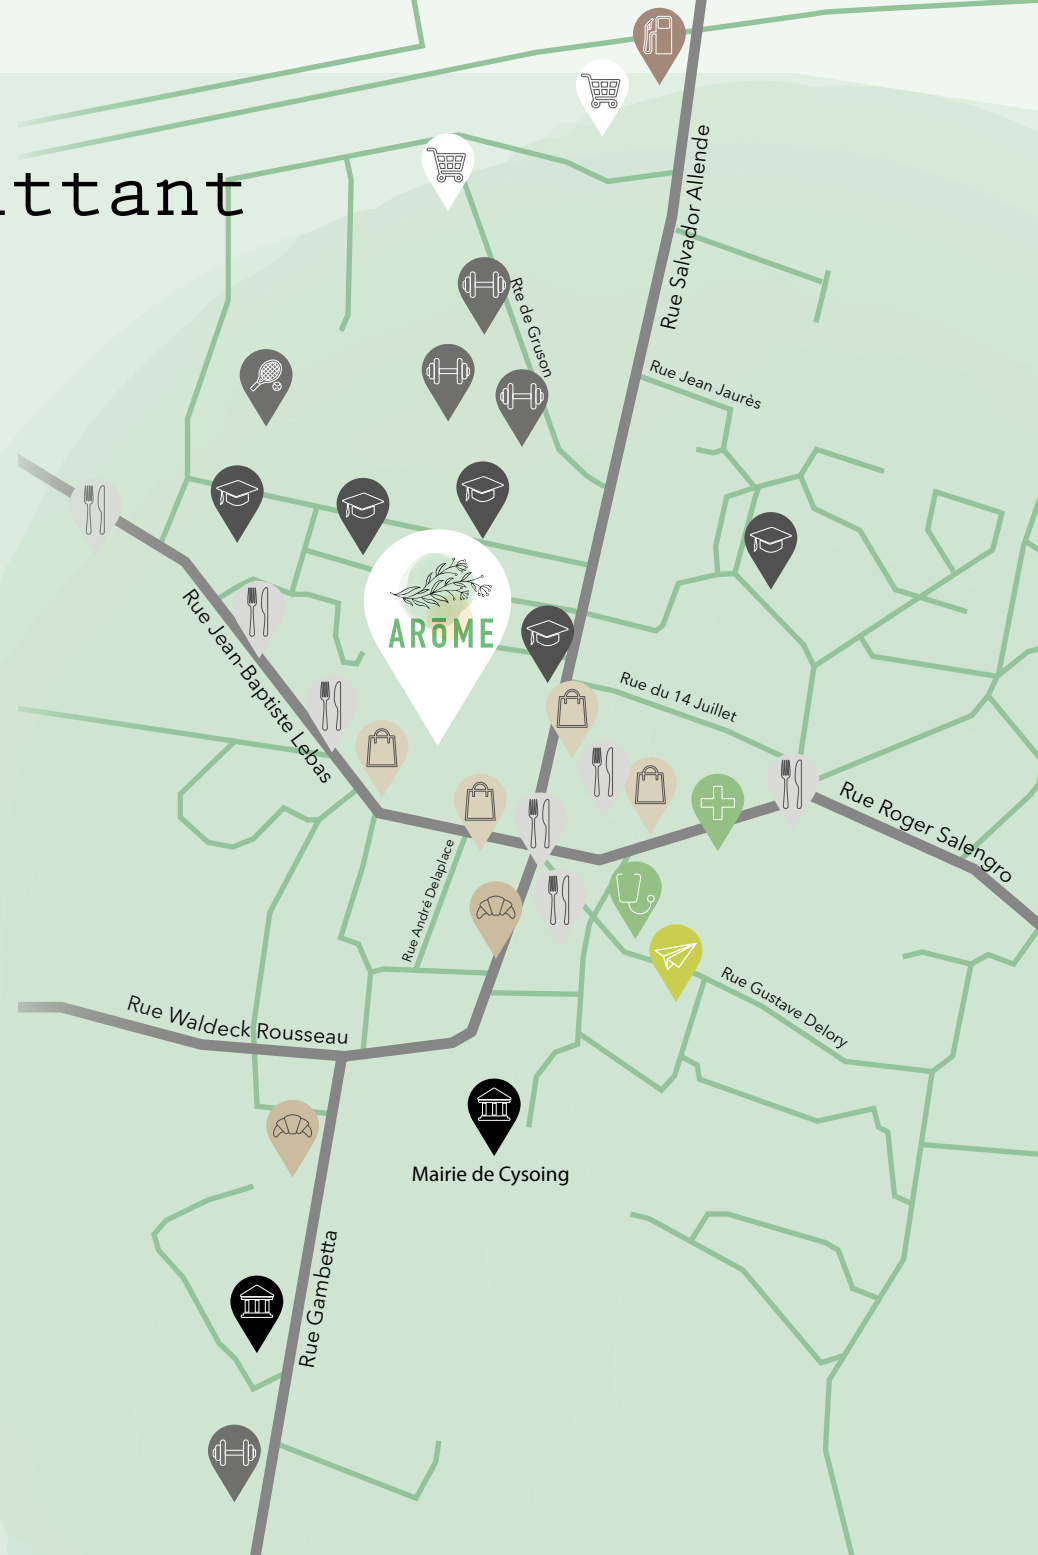 ttant
Rue Salvador Allende
Rte de Gruson
Rue Jean Jaurès
ARōME
Rue Jean-Baptiste Lebas
Rue du 14 Juillet
Rue Roger Salengro
Rue André Delaplace
Rue Gustave Delory
Rue Waldeck Rousseau
Mairie de Cysoing
Rue Gambetta